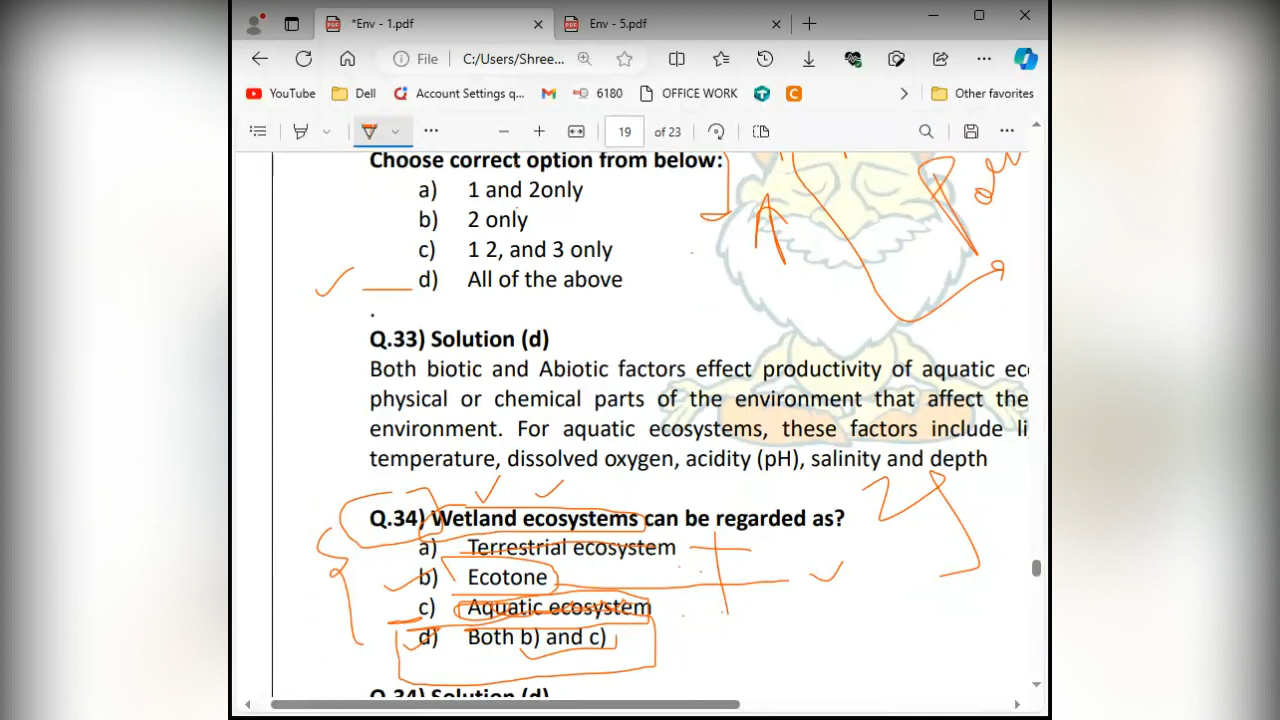 *Env - 1.pdf
Env - 5.pdf
File C:/Users/Shree...
YouTube Dell Account Settings q... 6180 OFFICE WORK Other favorites
19 of 23
Choose correct option from below:
a) 1 and 2only
b) 2 only
c) 1 2, and 3 only
d) All of the above
.
Q.33) Solution (d)
Both biotic and Abiotic factors effect productivity of aquatic ec
physical or chemical parts of the environment that affect the
environment. For aquatic ecosystems, these factors include li
temperature, dissolved oxygen, acidity (pH), salinity and depth
Q.34) Wetland ecosystems can be regarded as?
a) Terrestrial ecosystem
b) Ecotone
c) Aquatic ecosystem
d) Both b) and c)
Q.34) Solution (d)